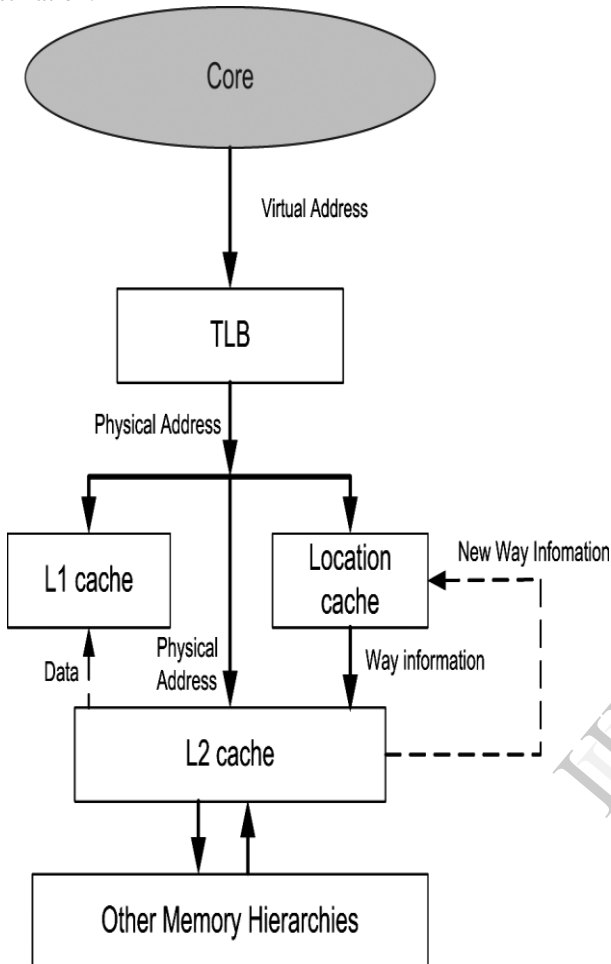 Core
Virtual Address
TLB
Physical Address
L1 cache
Location
cache
New Way Infomation
Data
Physical
Address
Way information
L2 cache
Other Memory Hierarchies